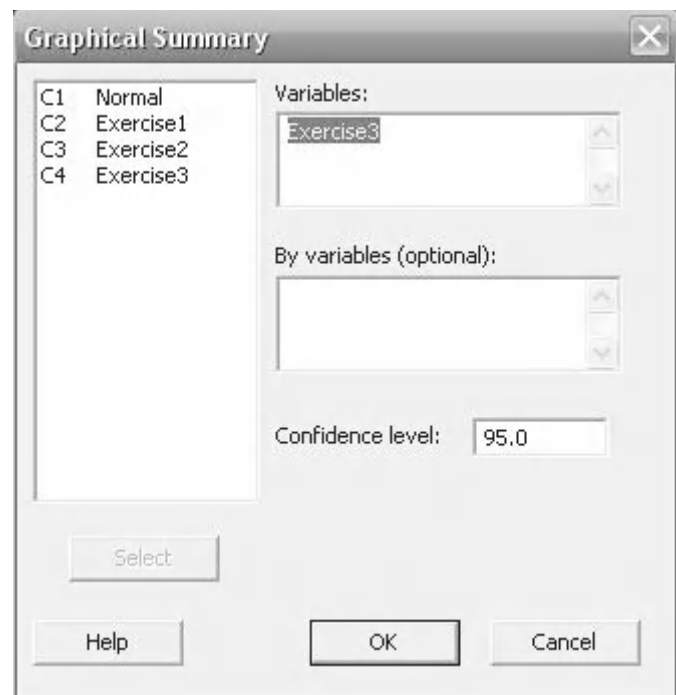 Graphical Summary
C1 Normal
C2 Exercise1
C3 Exercise2
C4 Exercise3
Variables:
Exercise3
By variables (optional):
Confidence level: 95.0
Select
Help OK Cancel